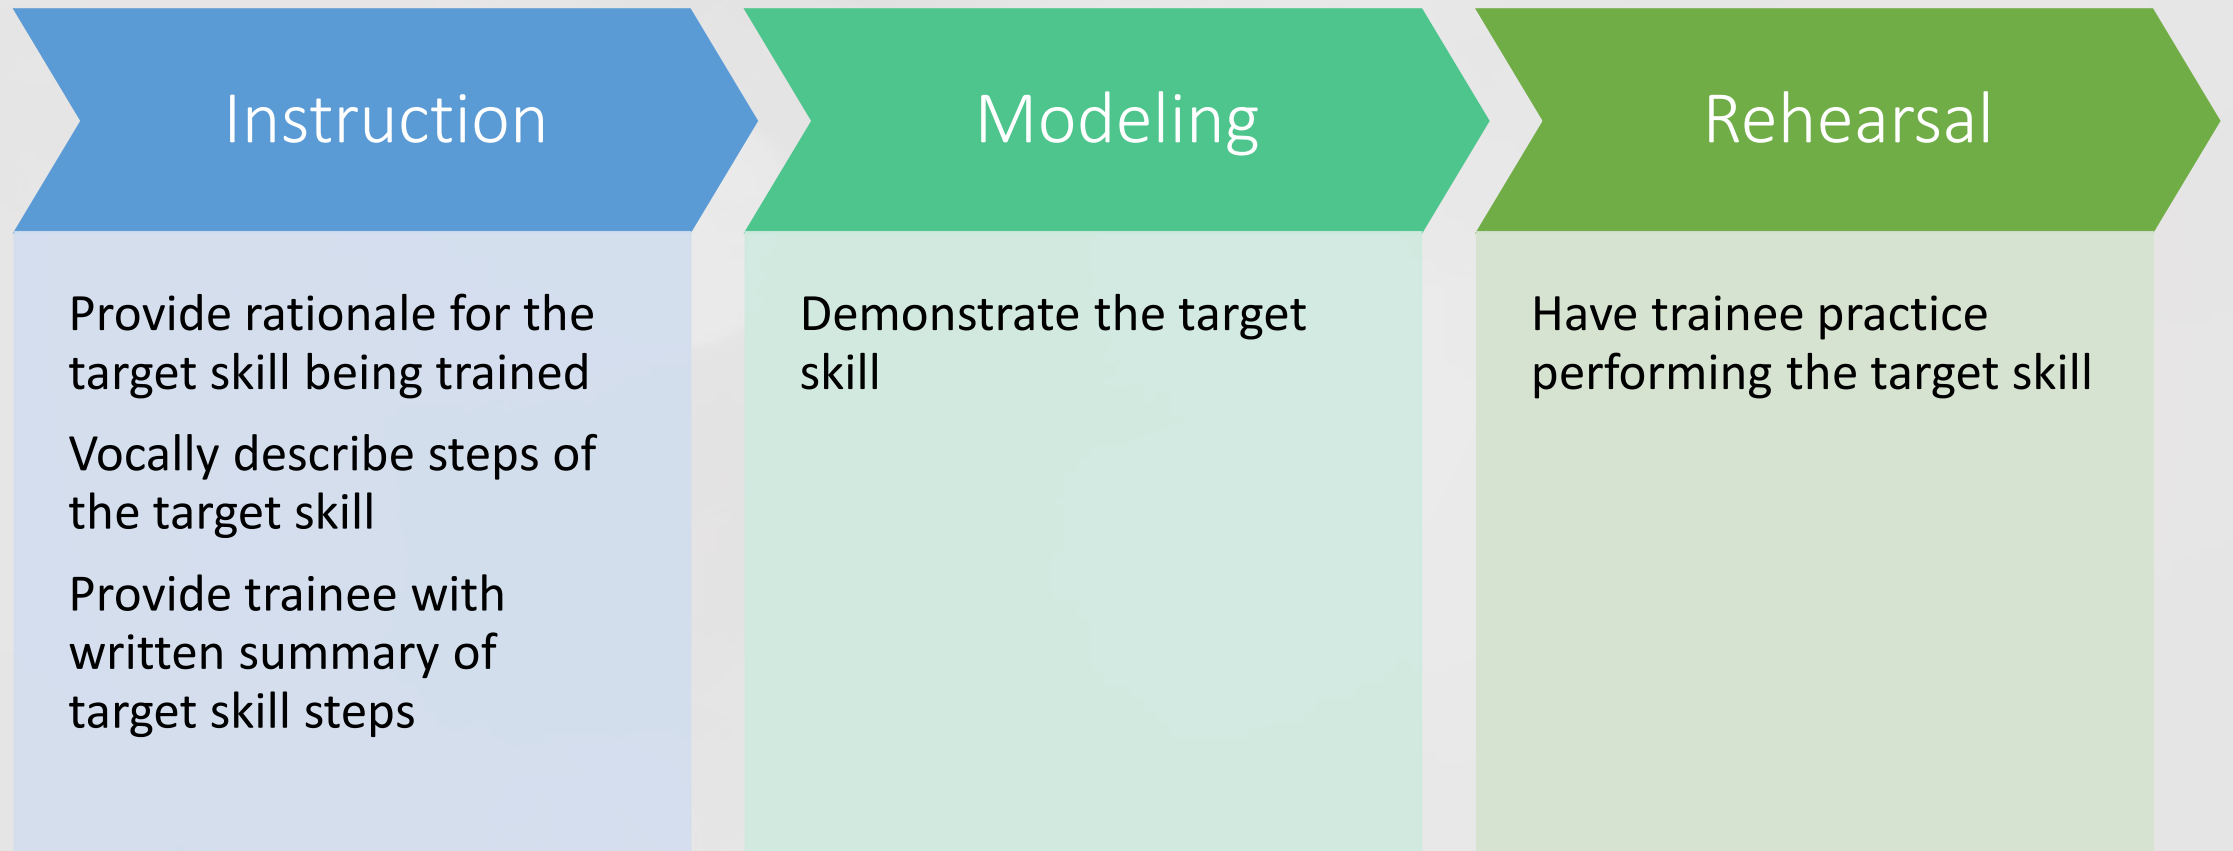 Instruction
Provide rationale for the
target skill being trained
Vocally describe steps of
the target skill
Provide trainee with
written summary of
target skill steps
Modeling
Demonstrate the target
skill
Rehearsal
Have trainee practice
performing the target skill